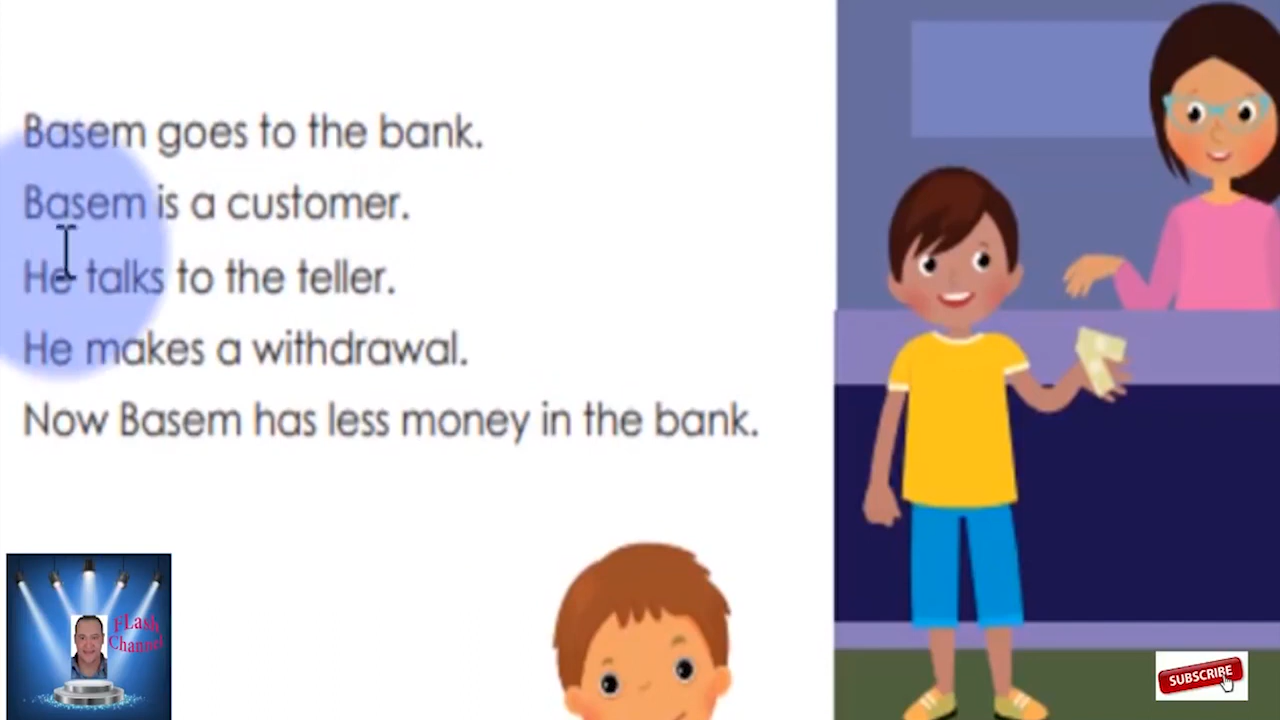 Basem goes to the bank.
Basem is a customer.
He talks to the teller.
He makes a withdrawal.
Now Basem has less money in the bank.
FLash
Channel
SUBSCRIBE